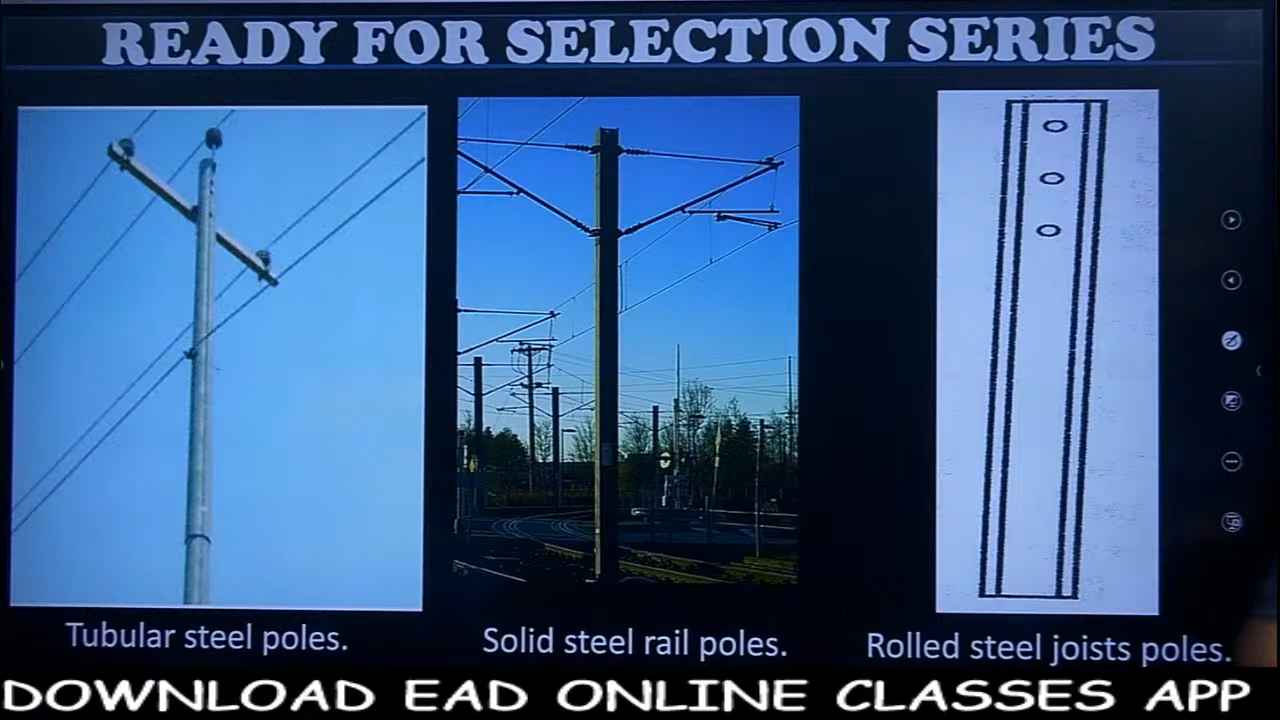 READY FOR SELECTION SERIES
Tubular steel poles.
Solid steel rail poles.
Rolled steel joists poles.
DOWNLOAD EAD ONLINE CLASSES APP